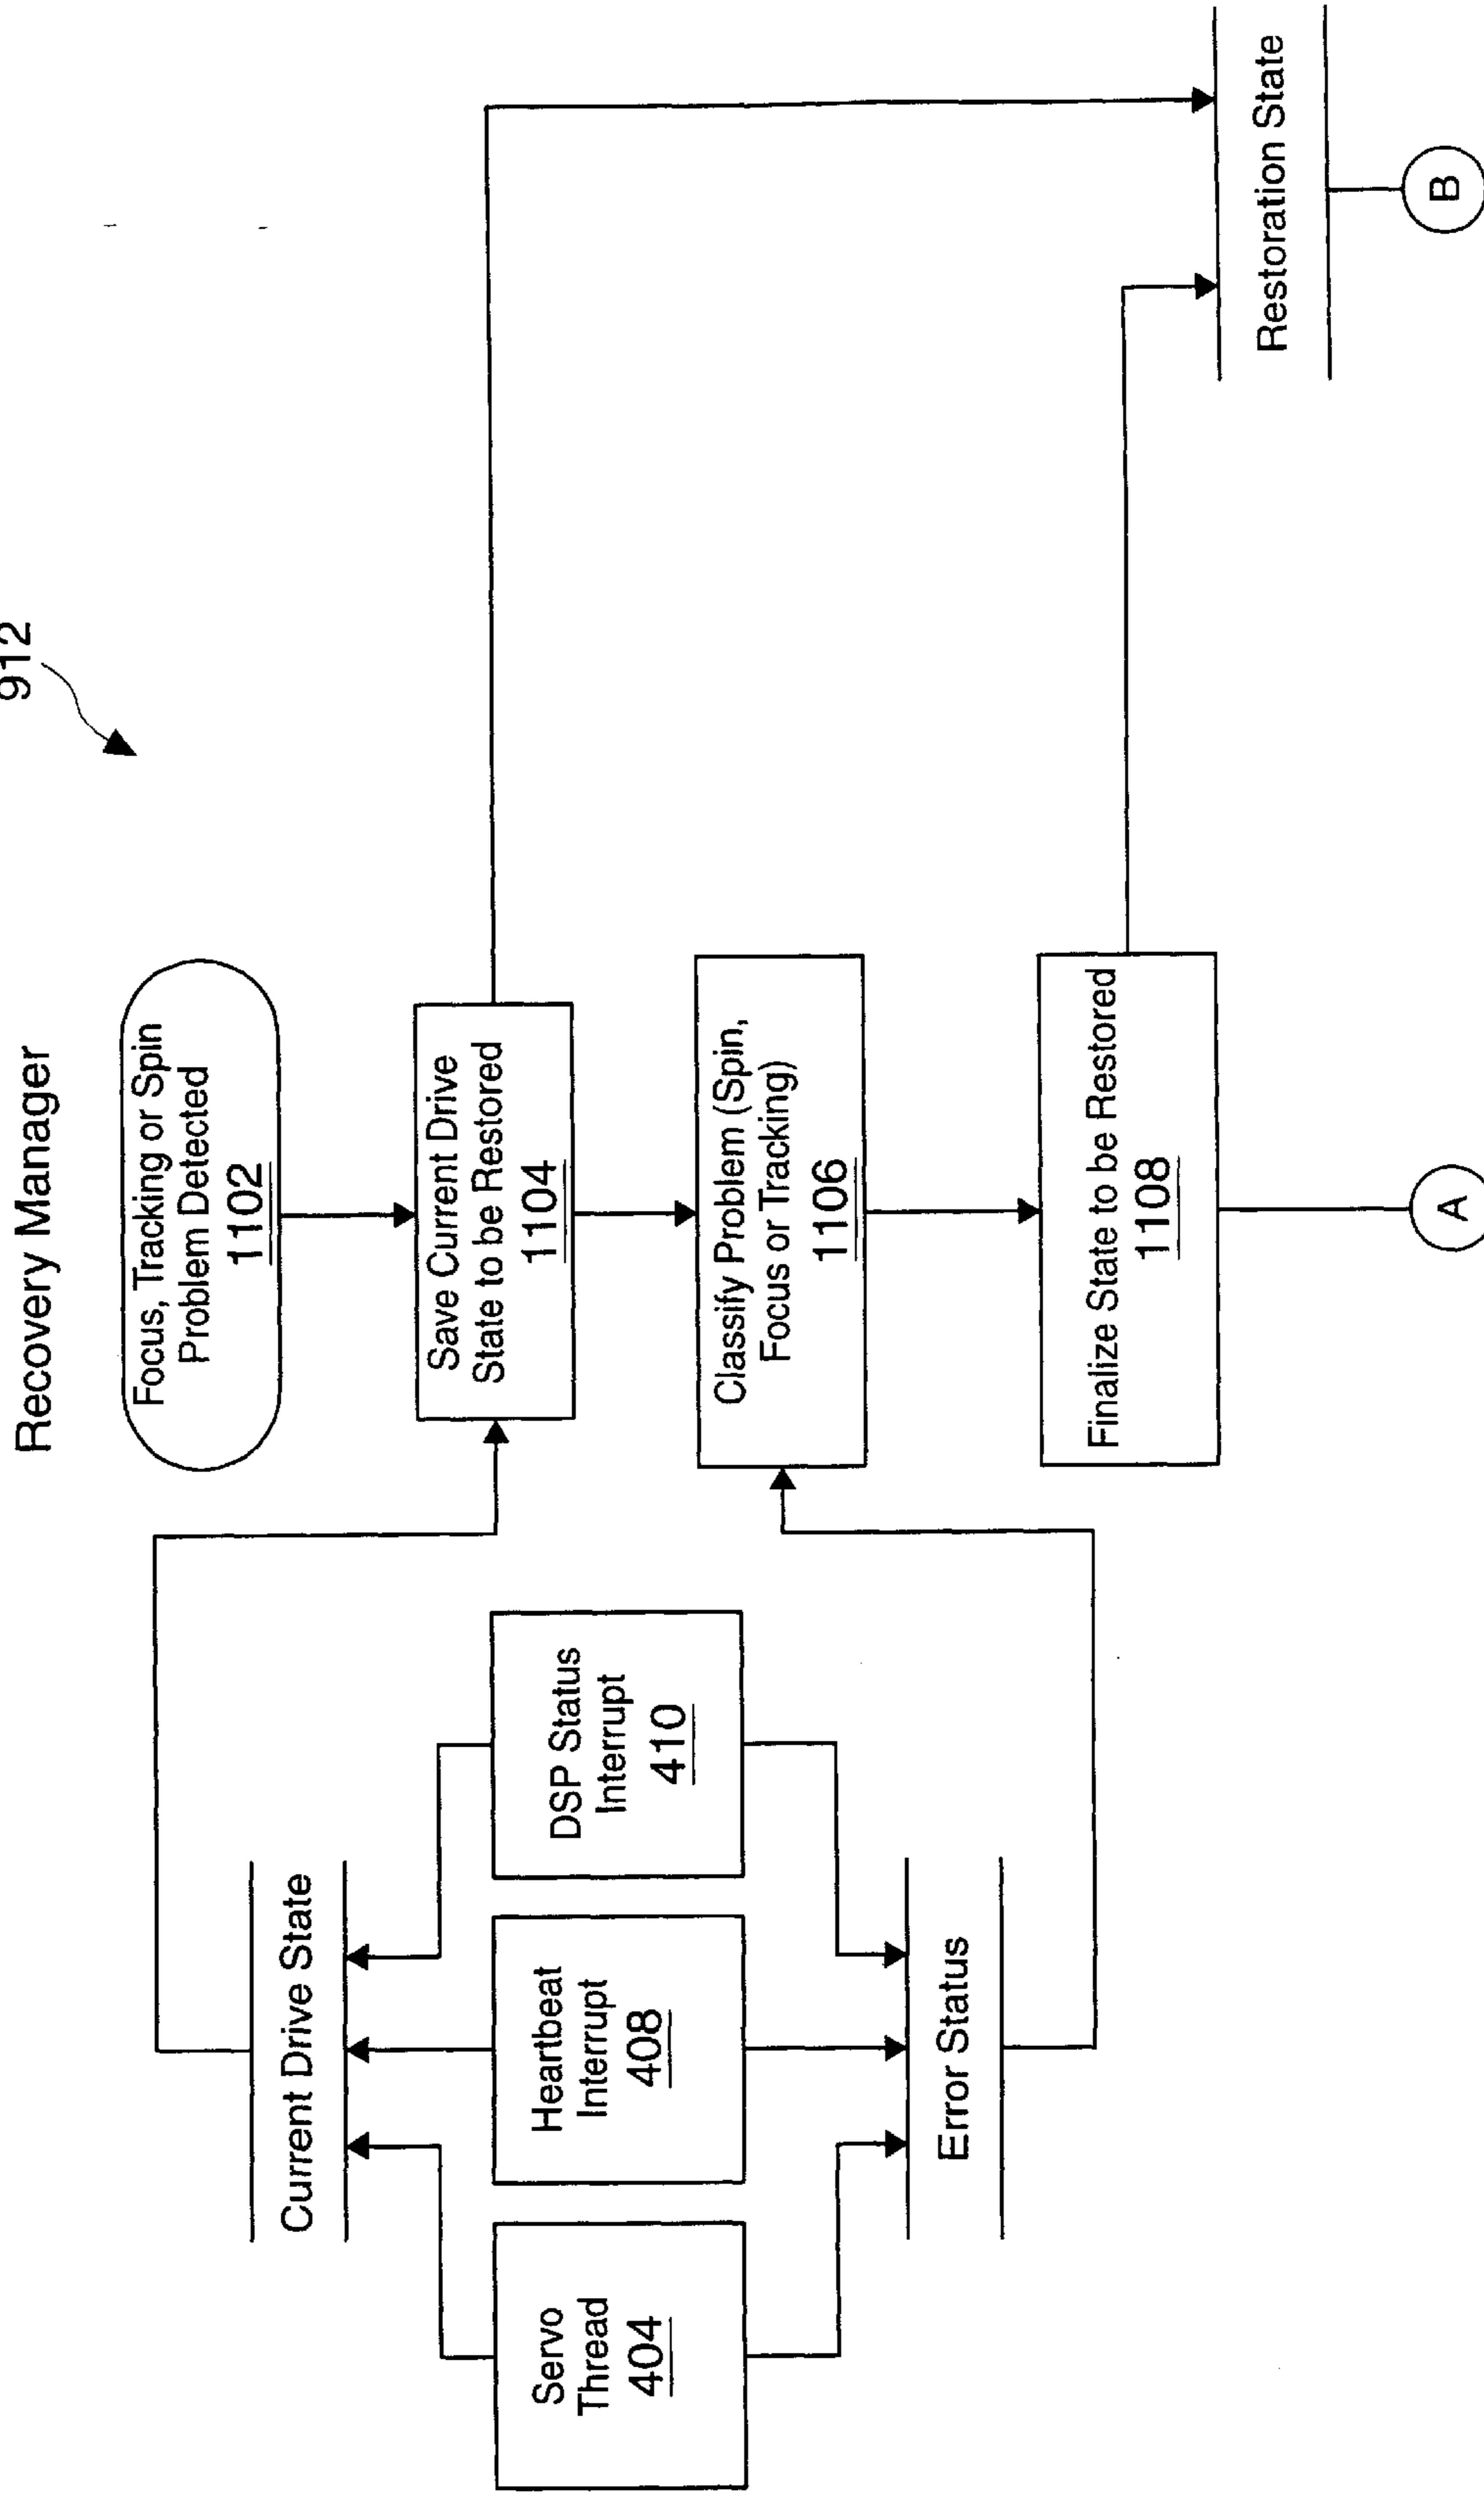 912
Recovery Manager
Focus, Tracking or Spin
Problem Detected
1102
Current Drive State
Save Current Drive
State to be Restored
1104
Servo
Thread
404
Heartbeat
Interrupt
408
DSP Status
Interrupt
410
Classify Problem (Spin,
Focus or Tracking)
1106
Error Status
Finalize State to be Restored
1108
Restoration State
A
B